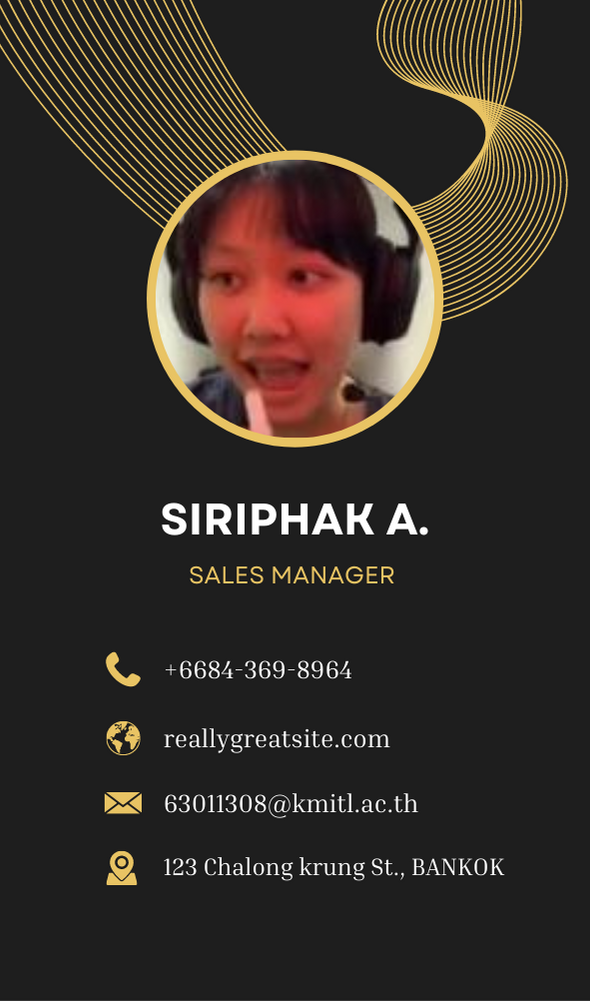 SIRIPHAK A.
SALES MANAGER
+6684-369-8964
reallygreatsite.com
63011308@kmitl.ac.th
123 Chalong krung St., BANKOK